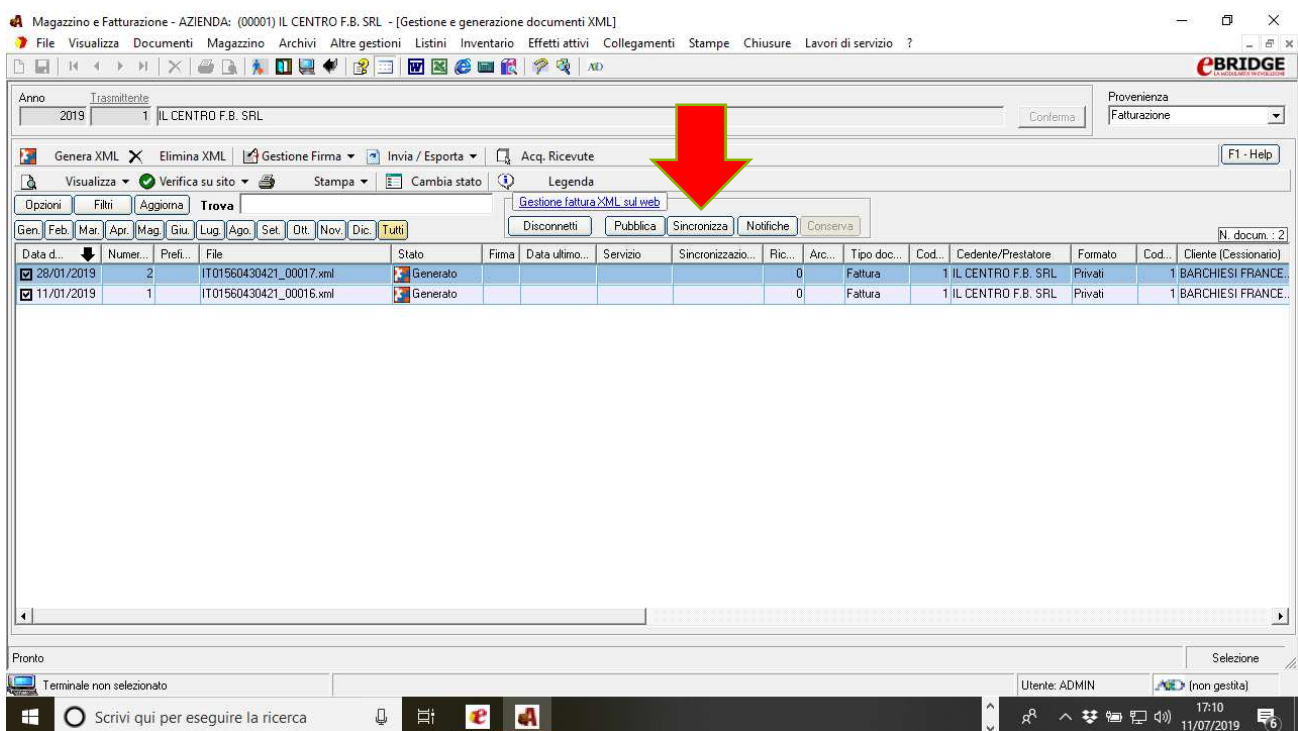 Magazzino e Fatturazione - AZIENDA: (00001) IL CENTRO F.B. SRL - [Gestione e generazione documenti XML]
File Visualizza Documenti Magazzino Archivi Altre gestioni Listini Inventario Effetti attivi Collegamenti Stampe Chiusure Lavori di servizio ?
eBRIDGE
Anno Trasmittente Provenienza
2019 1 IL CENTRO F.B. SRL Conferma Fatturazione
Genera XML Elimina XML Gestione Firma Invia / Esporta Acq. Ricevute F1 - Help
Visualizza Verifica su sito Stampa Cambia stato Legenda
Opzioni Filtri Aggiorna Trova Gestione fattura XML sul web
Gen. Feb. Mar. Apr. Mag. Giu. Lug. Ago. Set. Ott. Nov. Dic. Tutti Disconnetti Pubblica Sincronizza Notifiche Conserva N. docum. : 2
Data d... Numer... Prefi... File Stato Firma Data ultimo... Servizio Sincronizzazio... Ric... Arc... Tipo doc... Cod... Cedente/Prestatore Formato Cod... Cliente (Cessionario)
28/01/2019 2 IT01560430421_00017.xml Generato 0 Fattura 1 IL CENTRO F.B. SRL Privati 1 BARCHIESI FRANCE...
11/01/2019 1 IT01560430421_00016.xml Generato 0 Fattura 1 IL CENTRO F.B. SRL Privati 1 BARCHIESI FRANCE...
Pronto Selezione
Terminale non selezionato Utente: ADMIN (non gestita)
Scrivi qui per eseguire la ricerca 17:10
11/07/2019 6